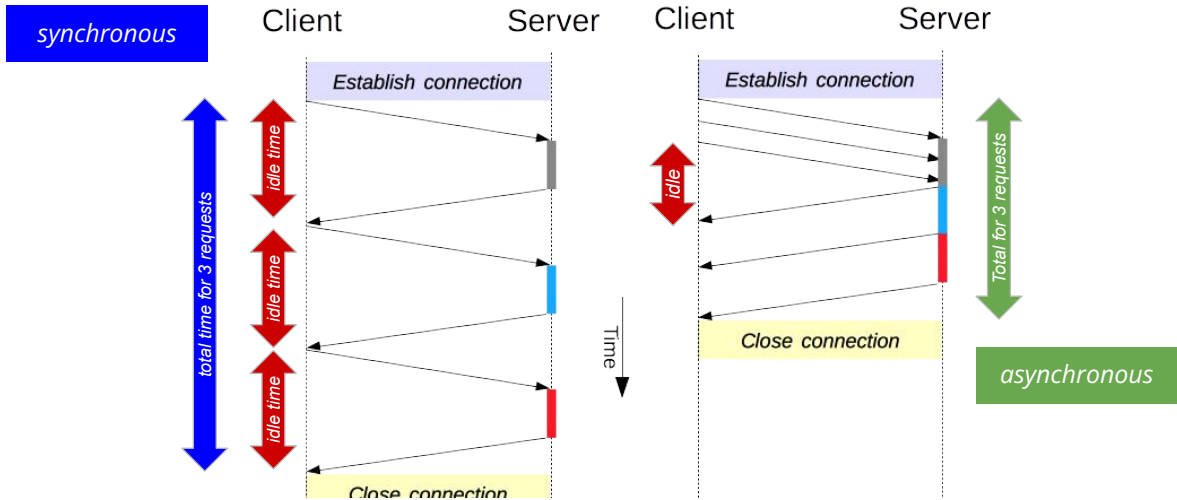 synchronous
Client
Server
Establish connection
total time for 3 requests
idle time
idle time
idle time
Close connection
Time
Client
Server
Establish connection
idle
Total for 3 requests
Close connection
asynchronous